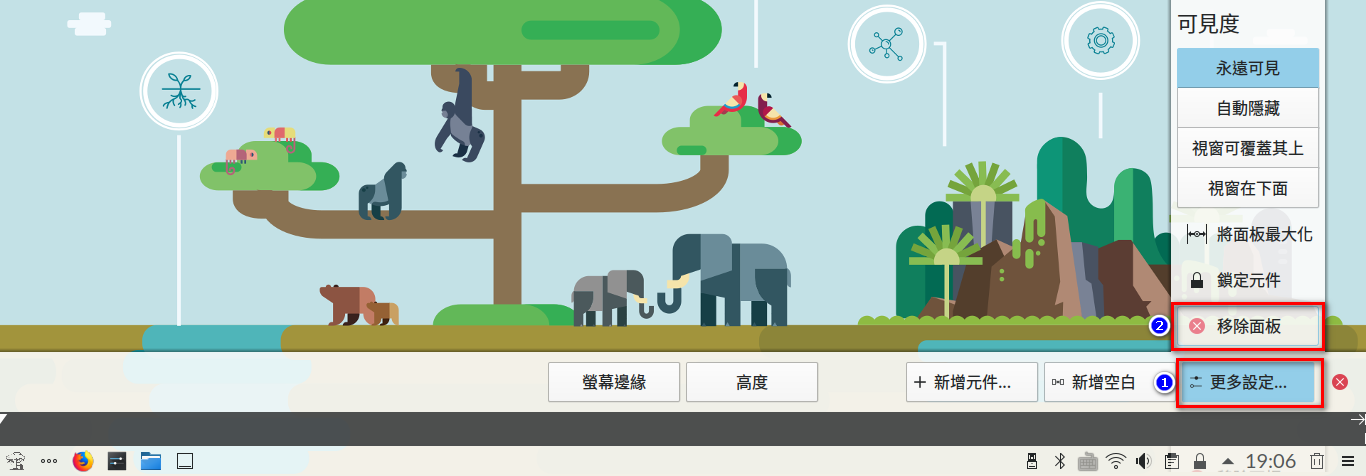 可見度
永遠可見
自動隱藏
視窗可覆蓋其上
視窗在下面
將面板最大化
鎖定元件
2 移除面板
螢幕邊緣 高度 新增元件... 新增空白 1 更多設定...
19:06